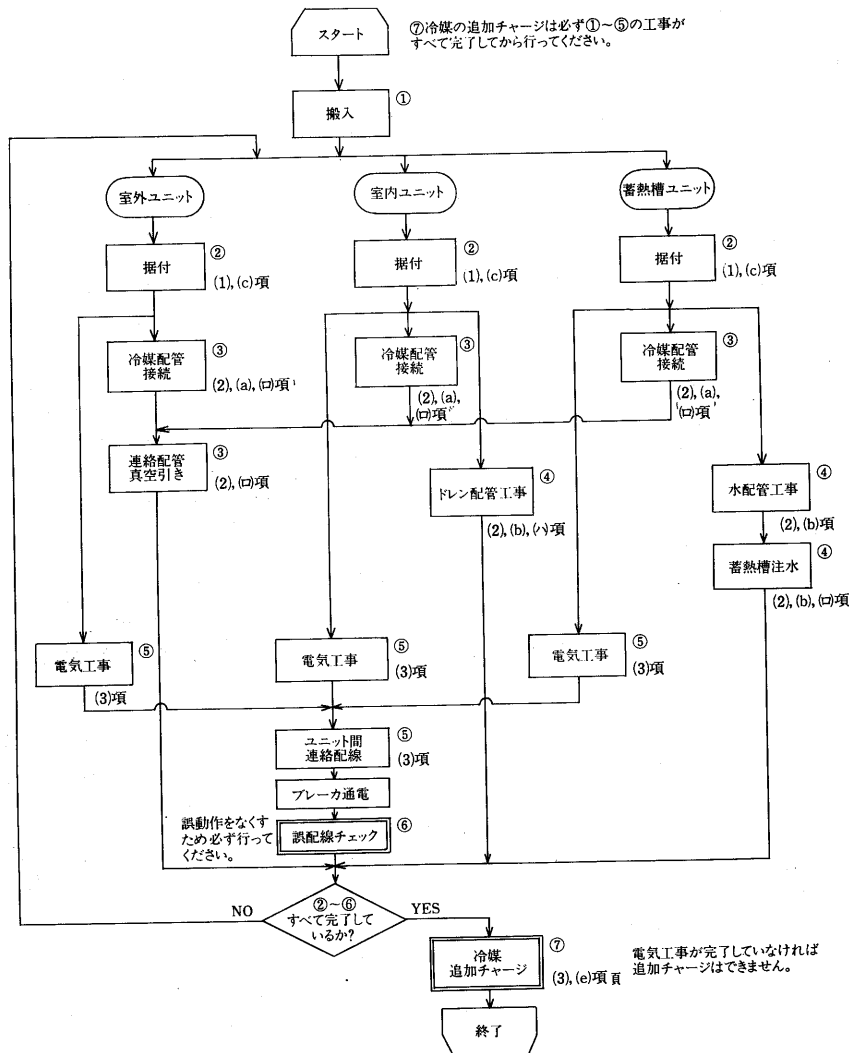 スタート
⑦冷媒の追加チャージは必ず①〜⑤の工事が
すべて完了してから行ってください。
搬入
①
室外ユニット
室内ユニット
蓄熱槽ユニット
据付
②
(1), (c)項
据付
②
(1), (c)項
据付
②
(1), (c)項
冷媒配管
接続
③
(2), (a), (ロ)項
冷媒配管
接続
③
(2), (a),
(ロ)項
冷媒配管
接続
③
(2), (a),
(ロ)項
連絡配管
真空引き
③
(2), (ロ)項
ドレン配管工事
④
(2), (b), (ハ)項
水配管工事
④
(2), (b)項
蓄熱槽注水
④
(2), (b), (ロ)項
電気工事
⑤
(3)項
電気工事
⑤
(3)項
電気工事
⑤
(3)項
ユニット間
連絡配線
⑤
(3)項
ブレーカ通電
誤動作をなくす
ため必ず行って
ください。
誤配線チェック
⑥
②〜⑥
すべて完了して
いるか?
NO
YES
冷媒
追加チャージ
⑦
(3), (e)項頁
電気工事が完了していなければ
追加チャージはできません。
終了